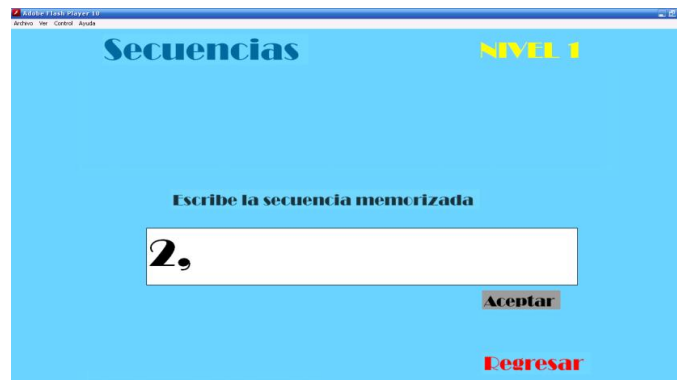 Adobe Flash Player 10
Archivo Ver Control Ayuda
Secuencias
NIVEL 1
Escribe la secuencia memorizada
2,
Aceptar
Regresar